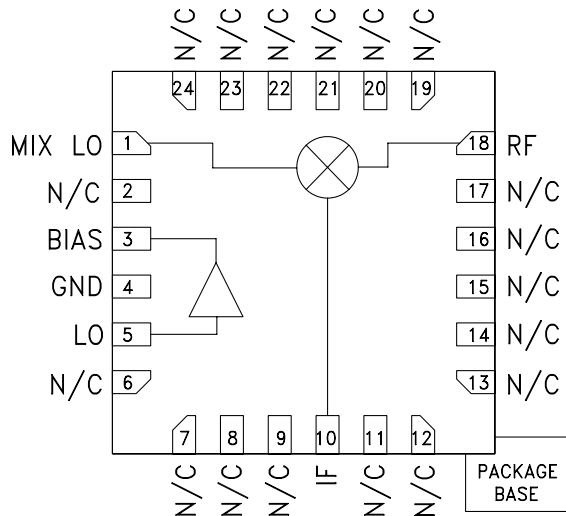 N/C N/C N/C N/C N/C N/C
24 23 22 21 20 19
MIX LO 1 18 RF
N/C 2 17 N/C
BIAS 3 16 N/C
GND 4 15 N/C
LO 5 14 N/C
N/C 6 13 N/C
7 8 9 10 11 12
N/C N/C N/C IF N/C N/C
PACKAGE
BASE